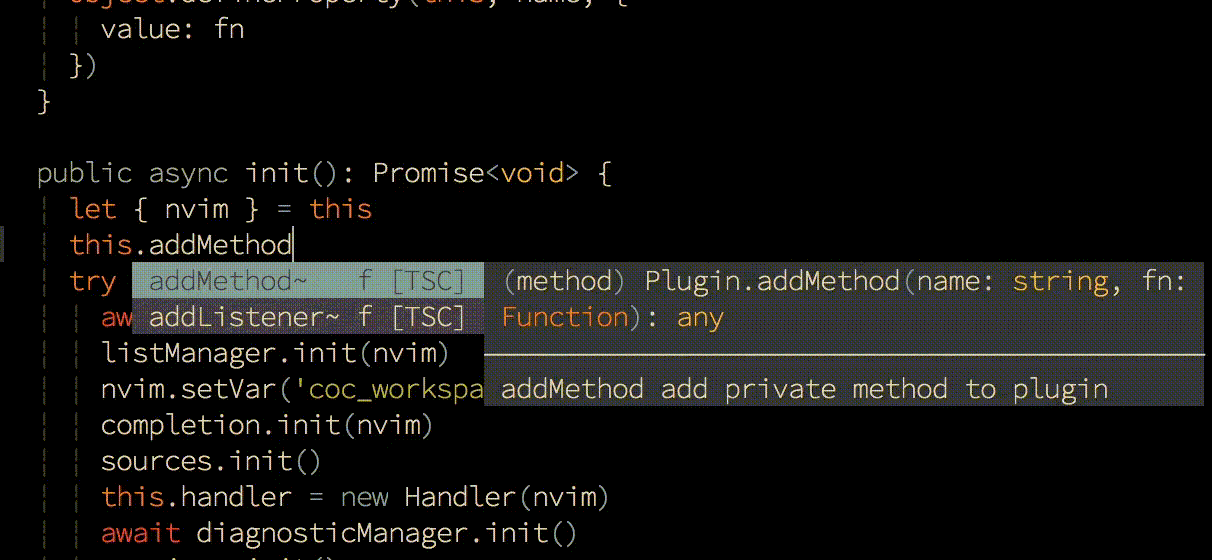 Object.defineProperty(this, name, {
value: fn
})
}
public async init(): Promise<void> {
let { nvim } = this
this.addMethod
try addMethod~ f [TSC] (method) Plugin.addMethod(name: string, fn:
aw addListener~ f [TSC] Function): any
listManager.init(nvim)
nvim.setVar('coc_workspa addMethod add private method to plugin
completion.init(nvim)
sources.init()
this.handler = new Handler(nvim)
await diagnosticManager.init()